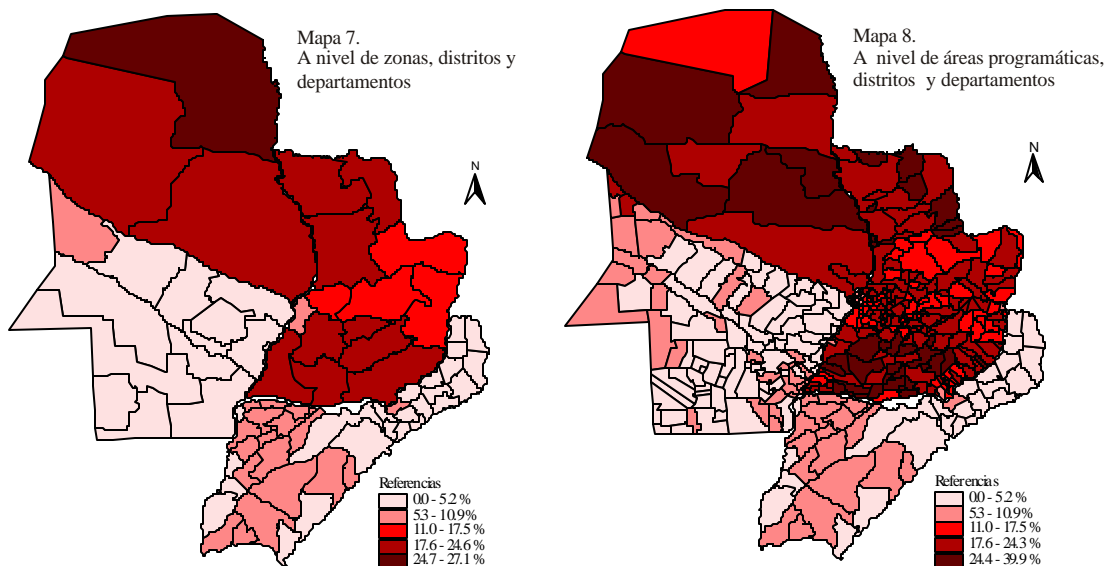 Mapa 7.
A nivel de zonas, distritos y
departamentos
N
Referencias
0.0 - 5.2 %
5.3 - 10.9%
11.0 - 17.5 %
17.6 - 24.6 %
24.7 - 27.1 %
Mapa 8.
A nivel de áreas programáticas,
distritos y departamentos
N
Referencias
0.0 - 5.2 %
5.3 - 10.9 %
11.0 - 17.5 %
17.6 - 24.3 %
24.4 - 39.9 %